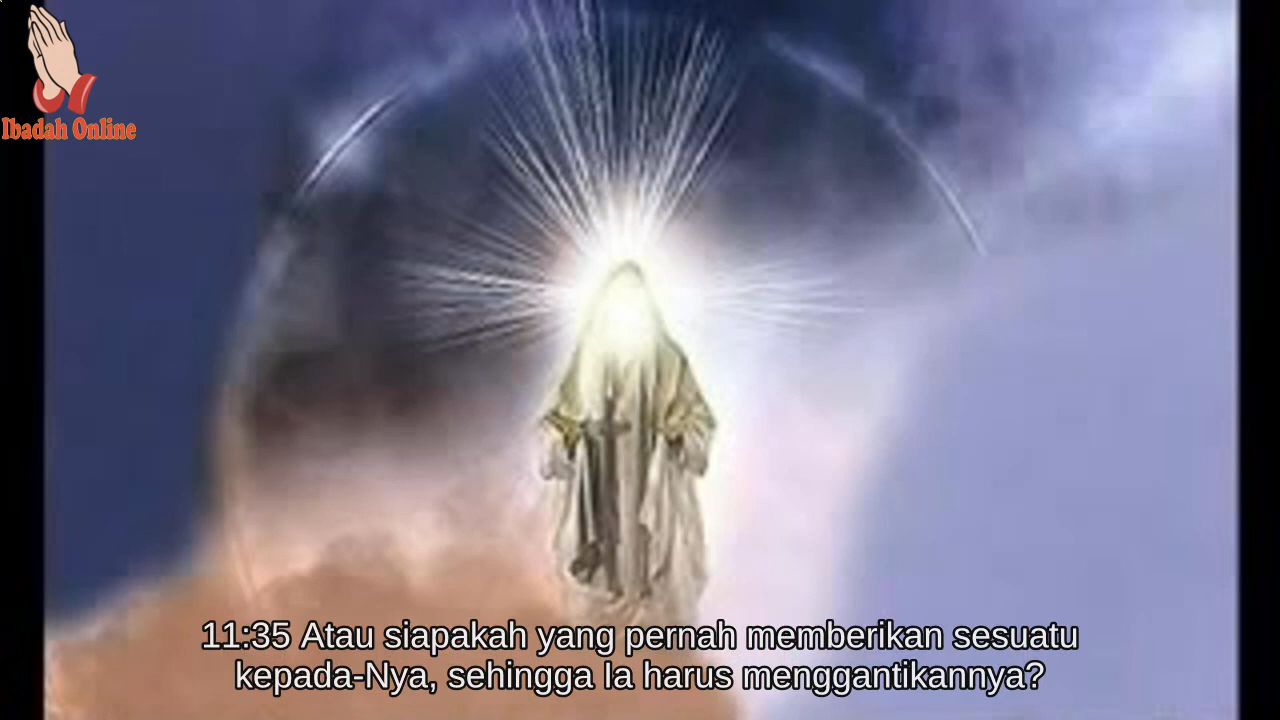 Ibadah Online
11:35 Atau siapakah yang pernah memberikan sesuatu
kepada-Nya, sehingga Ia harus menggantikannya?